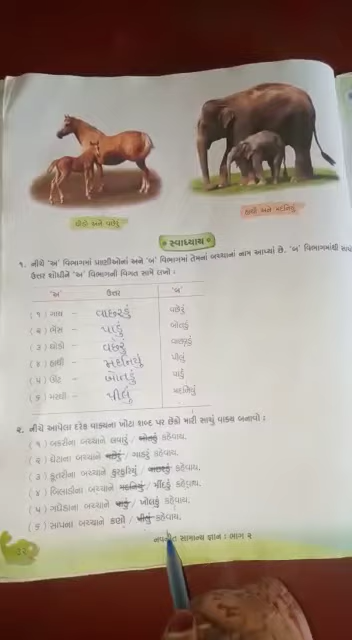 ઘોડો અને વછેરું
હાથી અને મદનિયું
સ્વાધ્યાય
૧. નીચે 'અ' વિભાગમાં પ્રાણીઓનાં અને 'બ' વિભાગમાં તેમનાં બચ્ચાંનાં નામ આપ્યાં છે. 'બ' વિભાગમાંથી
ઉત્તર શોધીને 'અ' વિભાગની વિગત સામે લખો :
'અ' ઉત્તર 'બ'
(૧) ગાય – વાછરડું વછેરું
(૨) ભેંસ – પાડું બોતડું
(૩) ઘોડો – વછેરું વાછરડું
(૪) હાથી – મદનિયું પીલું
(૫) ઊંટ – બોતડું પાડું
(૬) મરઘી – પીલું મદનિયું
૨. નીચે આપેલા દરેક વાક્યના ખોટા શબ્દ પર છેકો મારી સાચું વાક્ય બનાવો :
(૧) બકરીના બચ્ચાને લવારું / બોતડું કહેવાય.
(૨) ઘેટાના બચ્ચાને વછેરું / ગાડરું કહેવાય.
(૩) કૂતરીના બચ્ચાને કુરકુરિયું / વાછરડું કહેવાય.
(૪) બિલાડીના બચ્ચાને મદનિયું / મીંદડું કહેવાય.
(૫) ગધેડાના બચ્ચાને પાડું / ખોલકું કહેવાય.
(૬) સાપના બચ્ચાને કણો / પીલું કહેવાય.
નવનીત સામાન્ય જ્ઞાન : ભાગ ૨